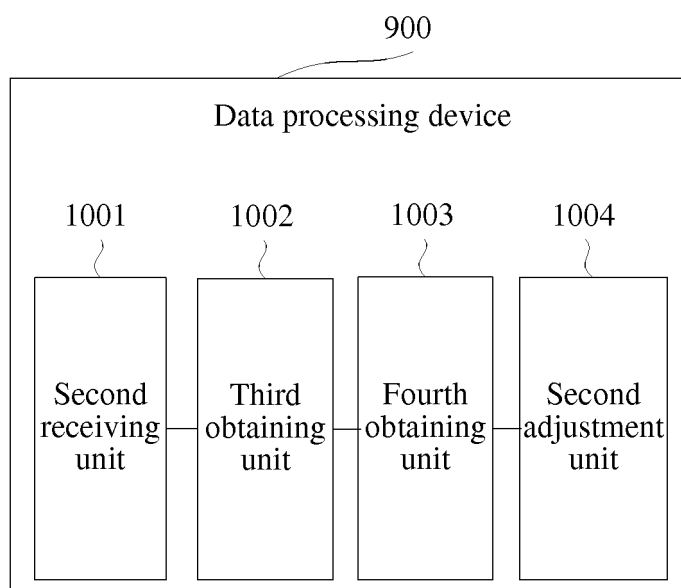 900
Data processing device
1001
1002
1003
1004
Second
receiving
unit
Third
obtaining
unit
Fourth
obtaining
unit
Second
adjustment
unit